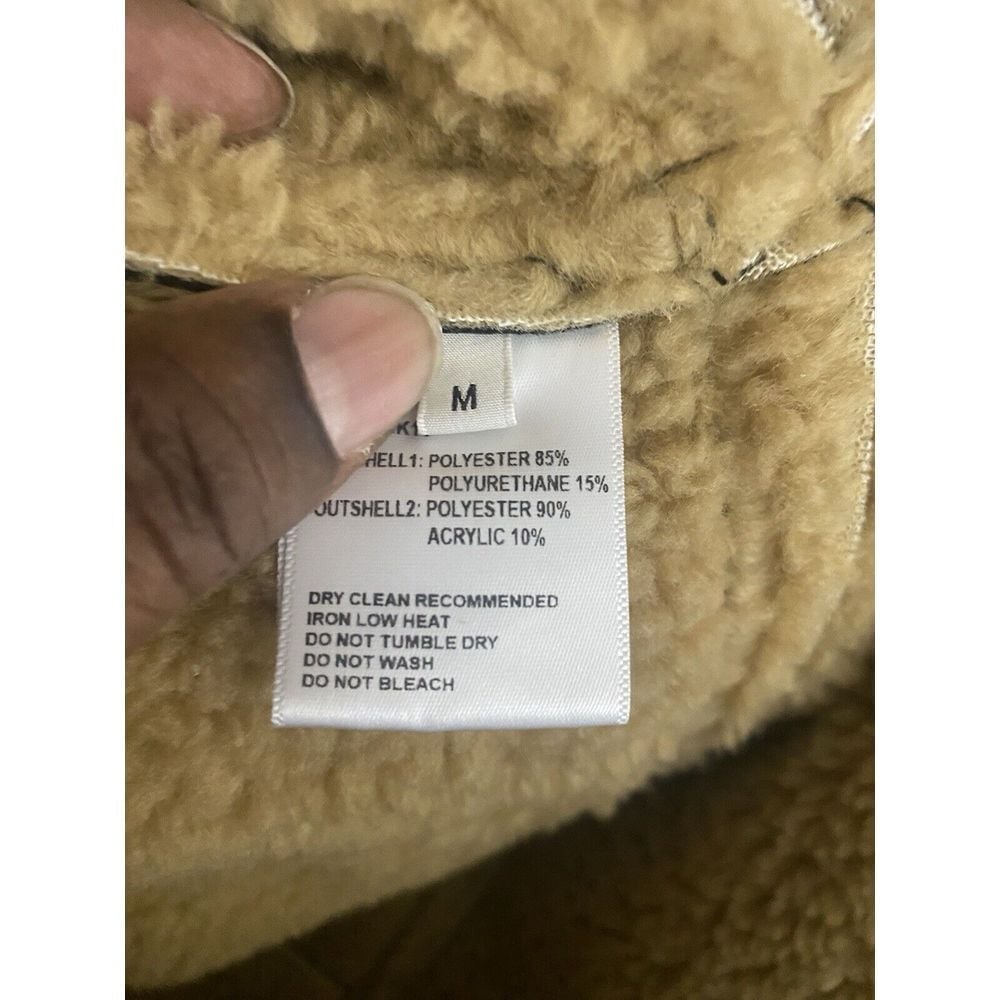 M
HELL1: POLYESTER 85%
POLYURETHANE 15%
OUTSHELL2: POLYESTER 90%
ACRYLIC 10%
DRY CLEAN RECOMMENDED
IRON LOW HEAT
DO NOT TUMBLE DRY
DO NOT WASH
DO NOT BLEACH